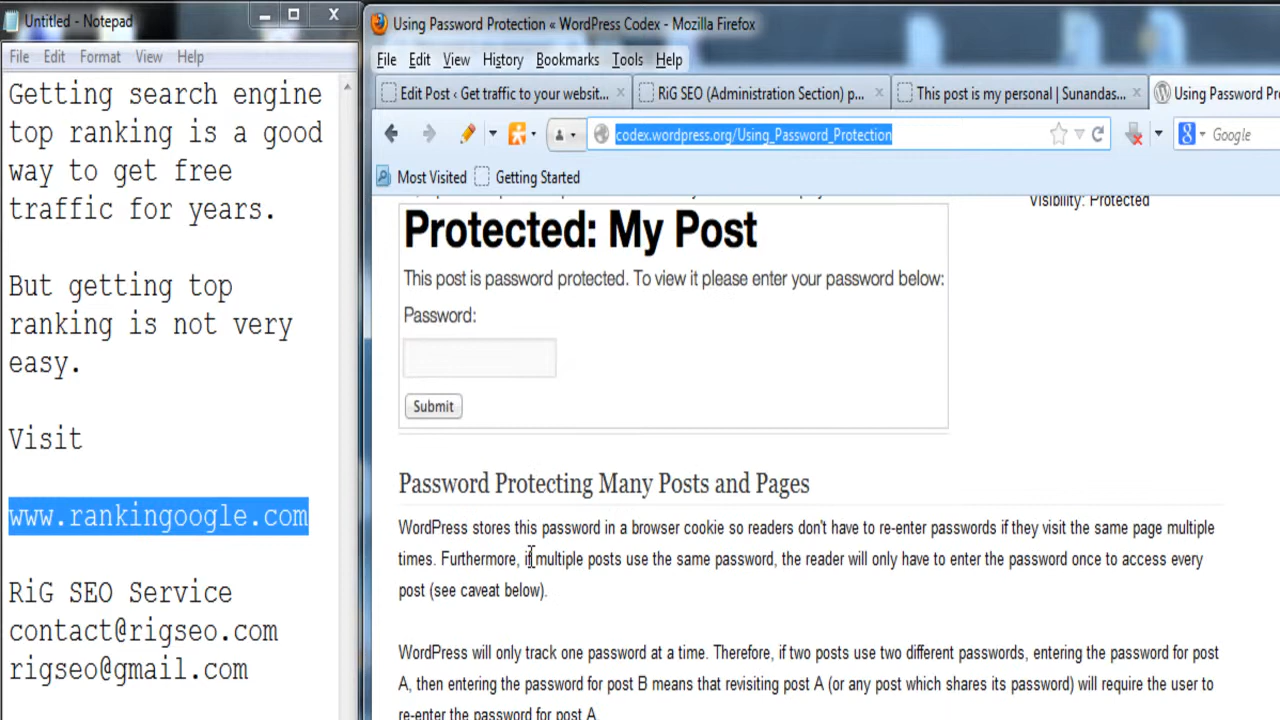 Untitled - Notepad
File Edit Format View Help
Getting search engine
top ranking is a good
way to get free
traffic for years.
But getting top
ranking is not very
easy.
Visit
www.rankingoogle.com
RiG SEO Service
contact@rigseo.com
rigseo@gmail.com
Using Password Protection « WordPress Codex - Mozilla Firefox
File Edit View History Bookmarks Tools Help
Edit Post ‹ Get traffic to your websit... RiG SEO (Administration Section) p... This post is my personal | Sunandas... Using Password Pro
codex.wordpress.org/Using_Password_Protection Google
Most Visited Getting Started
Visibility: Protected
Protected: My Post
This post is password protected. To view it please enter your password below:
Password:
Submit
Password Protecting Many Posts and Pages
WordPress stores this password in a browser cookie so readers don't have to re-enter passwords if they visit the same page multiple
times. Furthermore, if multiple posts use the same password, the reader will only have to enter the password once to access every
post (see caveat below).
WordPress will only track one password at a time. Therefore, if two posts use two different passwords, entering the password for post
A, then entering the password for post B means that revisiting post A (or any post which shares its password) will require the user to
re-enter the password for post A.